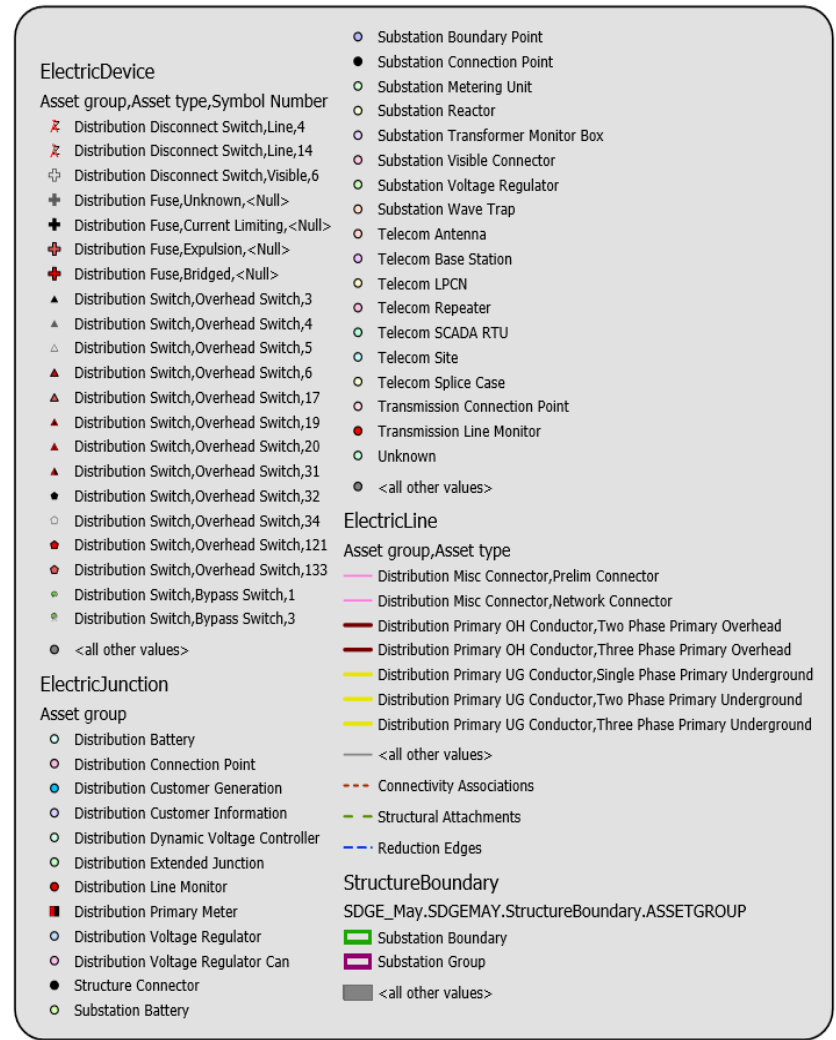 ElectricDevice
Asset group,Asset type,Symbol Number
Distribution Disconnect Switch,Line,4
Distribution Disconnect Switch,Line,14
Distribution Disconnect Switch,Visible,6
Distribution Fuse,Unknown,<Null>
Distribution Fuse,Current Limiting,<Null>
Distribution Fuse,Expulsion,<Null>
Distribution Fuse,Bridged,<Null>
Distribution Switch,Overhead Switch,3
Distribution Switch,Overhead Switch,4
Distribution Switch,Overhead Switch,5
Distribution Switch,Overhead Switch,6
Distribution Switch,Overhead Switch,17
Distribution Switch,Overhead Switch,19
Distribution Switch,Overhead Switch,20
Distribution Switch,Overhead Switch,31
Distribution Switch,Overhead Switch,32
Distribution Switch,Overhead Switch,34
Distribution Switch,Overhead Switch,121
Distribution Switch,Overhead Switch,133
Distribution Switch,Bypass Switch,1
Distribution Switch,Bypass Switch,3
<all other values>
ElectricJunction
Asset group
Distribution Battery
Distribution Connection Point
Distribution Customer Generation
Distribution Customer Information
Distribution Dynamic Voltage Controller
Distribution Extended Junction
Distribution Line Monitor
Distribution Primary Meter
Distribution Voltage Regulator
Distribution Voltage Regulator Can
Structure Connector
Substation Battery
Substation Boundary Point
Substation Connection Point
Substation Metering Unit
Substation Reactor
Substation Transformer Monitor Box
Substation Visible Connector
Substation Voltage Regulator
Substation Wave Trap
Telecom Antenna
Telecom Base Station
Telecom LPCN
Telecom Repeater
Telecom SCADA RTU
Telecom Site
Telecom Splice Case
Transmission Connection Point
Transmission Line Monitor
Unknown
<all other values>
ElectricLine
Asset group,Asset type
Distribution Misc Connector,Prelim Connector
Distribution Misc Connector,Network Connector
Distribution Primary OH Conductor,Two Phase Primary Overhead
Distribution Primary OH Conductor,Three Phase Primary Overhead
Distribution Primary UG Conductor,Single Phase Primary Underground
Distribution Primary UG Conductor,Two Phase Primary Underground
Distribution Primary UG Conductor,Three Phase Primary Underground
<all other values>
Connectivity Associations
Structural Attachments
Reduction Edges
StructureBoundary
SDGE_May.SDGEMAY.StructureBoundary.ASSETGROUP
Substation Boundary
Substation Group
<all other values>